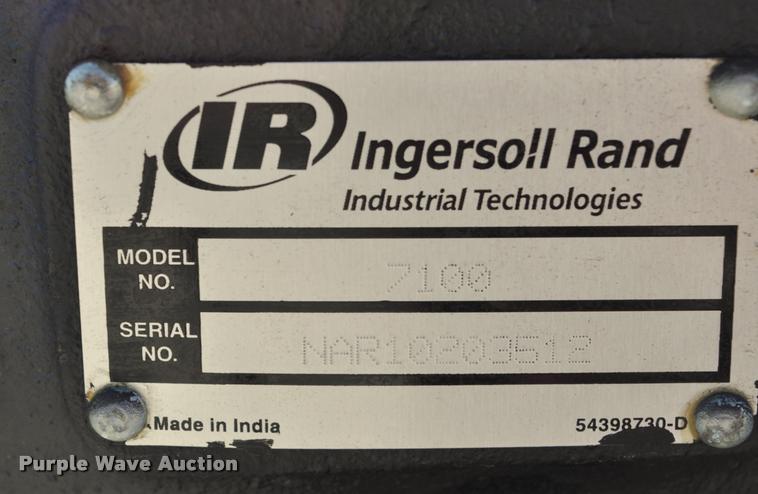 IR Ingersoll Rand
Industrial Technologies
MODEL NO. 7100
SERIAL NO. NAR10203512
Made in India 54398730-D
Purple Wave Auction